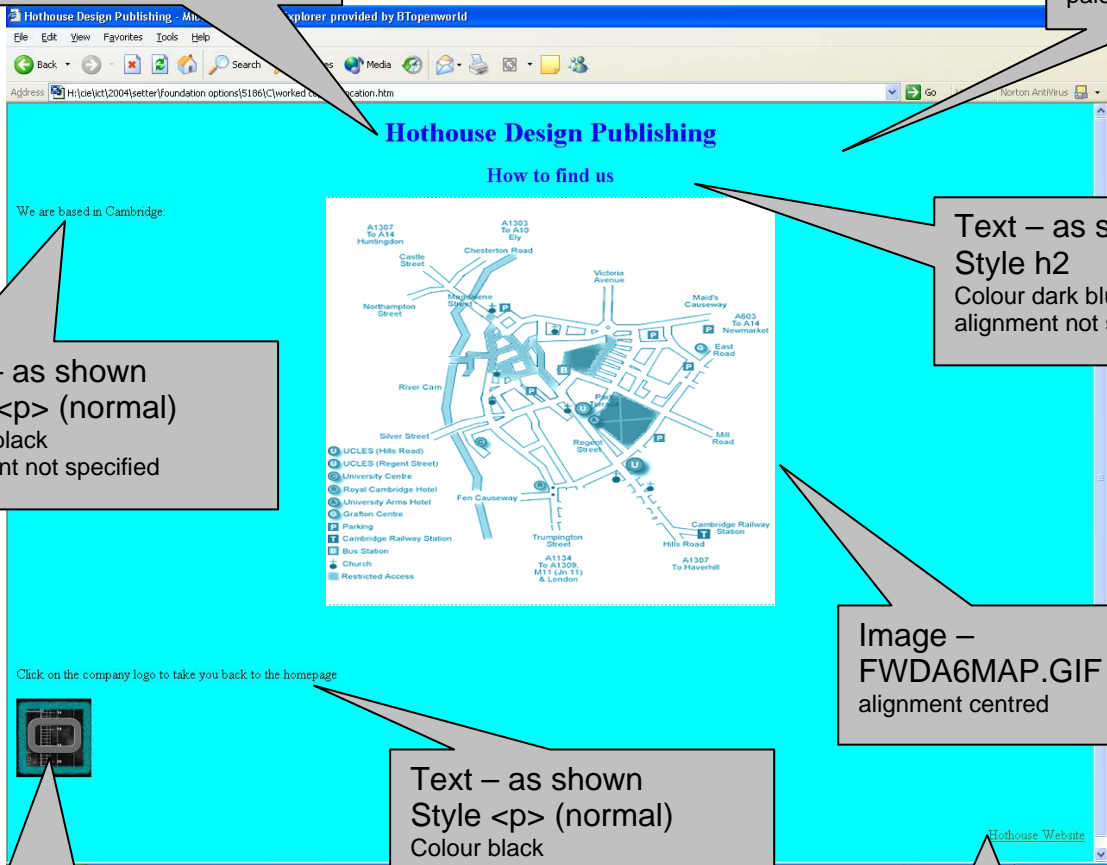 Hothouse Design Publishing - Mic
xplorer provided by BTopenworld
File Edit View Favorites Tools Help
Back Search Media
Address H:\cie\ict\2004\setter\foundation options\5186\C\worked co cation.htm
Go Norton AntiVirus
Hothouse Design Publishing
How to find us
We are based in Cambridge:
A1307
To A14
Huntingdon
A1303
To A10
Ely
Castle
Street
Chesterton Road
Victoria
Avenue
Northampton
Street
Magdalene
Street
Maid's
Causeway
A603
To A14
Newmarket
East
Road
River Cam
Park
Terrace
Silver Street
Regent
Street
Mill
Road
U UCLES (Hills Road)
U UCLES (Regent Street)
C University Centre
R Royal Cambridge Hotel
A University Arms Hotel
G Grafton Centre
P Parking
T Cambridge Railway Station
B Bus Station
Church
Restricted Access
Fen Causeway
Trumpington
Street
Hills Road
Cambridge Railway
Station
A1134
To A1309,
M11 (Jn 11)
& London
A1307
To Haverhill
Text – as s
Style h2
Colour dark blu
alignment not s
as shown
<p> (normal)
black
nt not specified
Image –
FWDA6MAP.GIF
alignment centred
Click on the company logo to take you back to the homepage
Text – as shown
Style <p> (normal)
Colour black
Hothouse Website